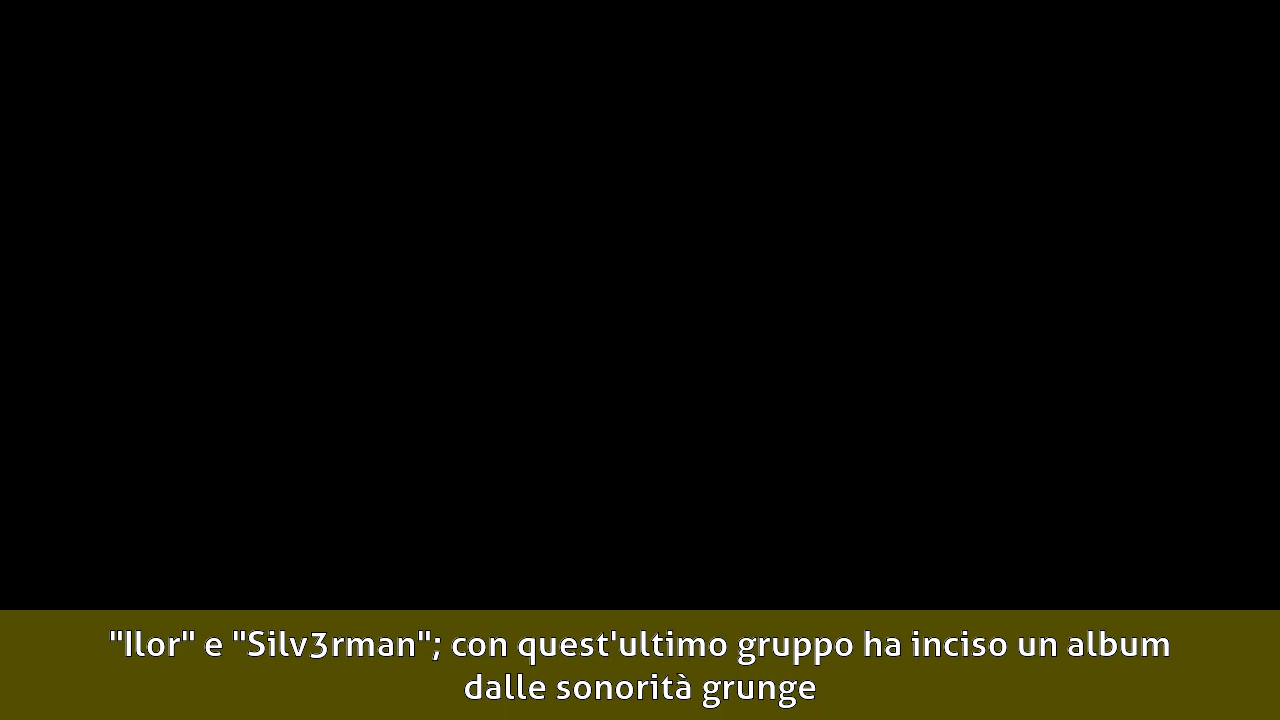 "Ilor" e "Silv3rman"; con quest'ultimo gruppo ha inciso un album
dalle sonorità grunge